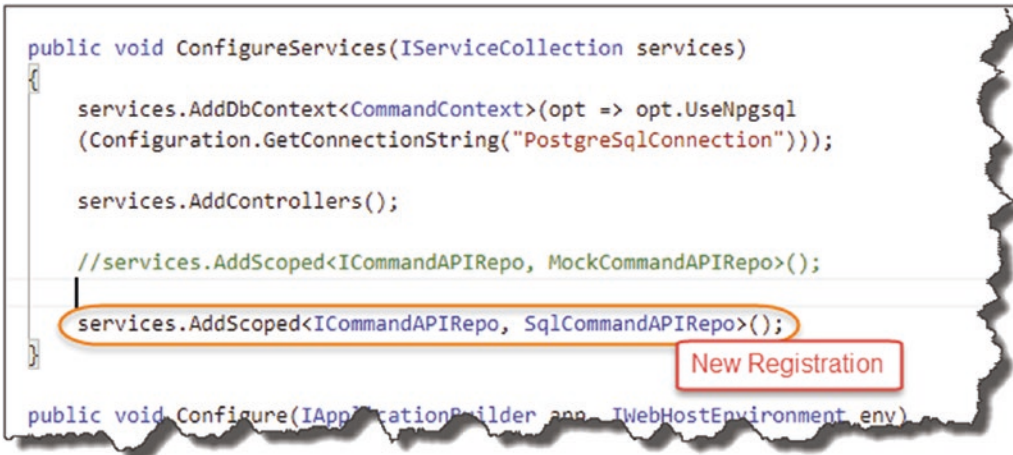 public void ConfigureServices(IServiceCollection services)
{
services.AddDbContext<CommandContext>(opt => opt.UseNpgsql
(Configuration.GetConnectionString("PostgreSqlConnection")));
services.AddControllers();
//services.AddScoped<ICommandAPIRepo, MockCommandAPIRepo>();
services.AddScoped<ICommandAPIRepo, SqlCommandAPIRepo>();
}
New Registration
public void Configure(IApplicationBuilder app, IWebHostEnvironment env)